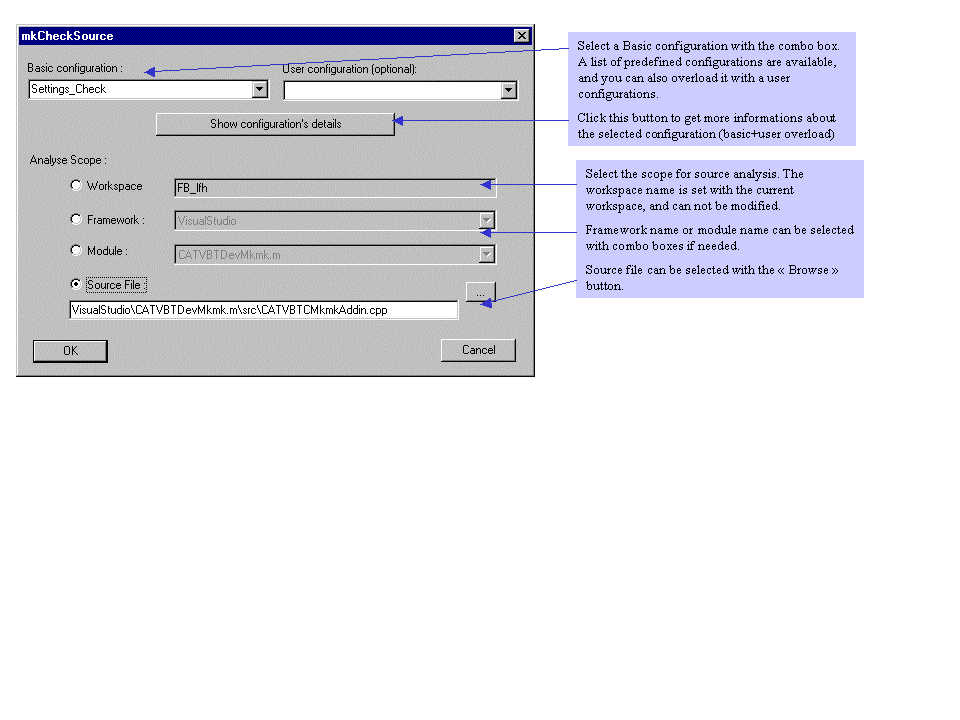 mkCheckSource
Basic configuration :
User configuration (optional):
Settings_Check
Show configuration's details
Analyse Scope :
Workspace
FB_lfh
Framework :
VisualStudio
Module :
CATVBTDevMkmk.m
Source File :
...
VisualStudio\CATVBTDevMkmk.m\src\CATVBTCMkmkAddin.cpp
OK
Cancel
Select a Basic configuration with the combo box.
A list of predefined configurations are available,
and you can also overload it with a user
configurations.
Click this button to get more informations about
the selected configuration (basic+user overload)
Select the scope for source analysis. The
workspace name is set with the current
workspace, and can not be modified.
Framework name or module name can be selected
with combo boxes if needed.
Source file can be selected with the « Browse »
button.